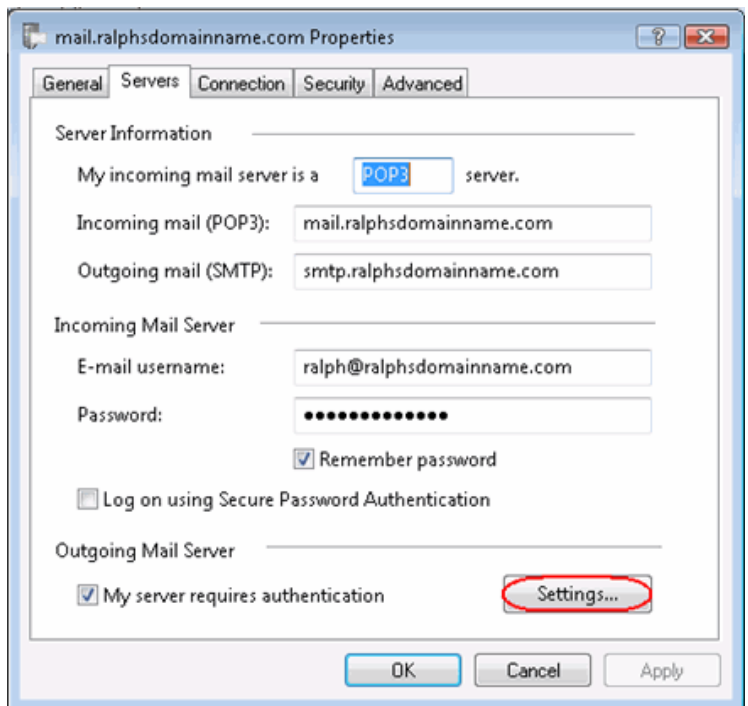 mail.ralphsdomainname.com Properties
General Servers Connection Security Advanced
Server Information
My incoming mail server is a POP3 server.
Incoming mail (POP3): mail.ralphsdomainname.com
Outgoing mail (SMTP): smtp.ralphsdomainname.com
Incoming Mail Server
E-mail username: ralph@ralphsdomainname.com
Password: ●●●●●●●●●●●●●
Remember password
Log on using Secure Password Authentication
Outgoing Mail Server
My server requires authentication Settings...
OK Cancel Apply